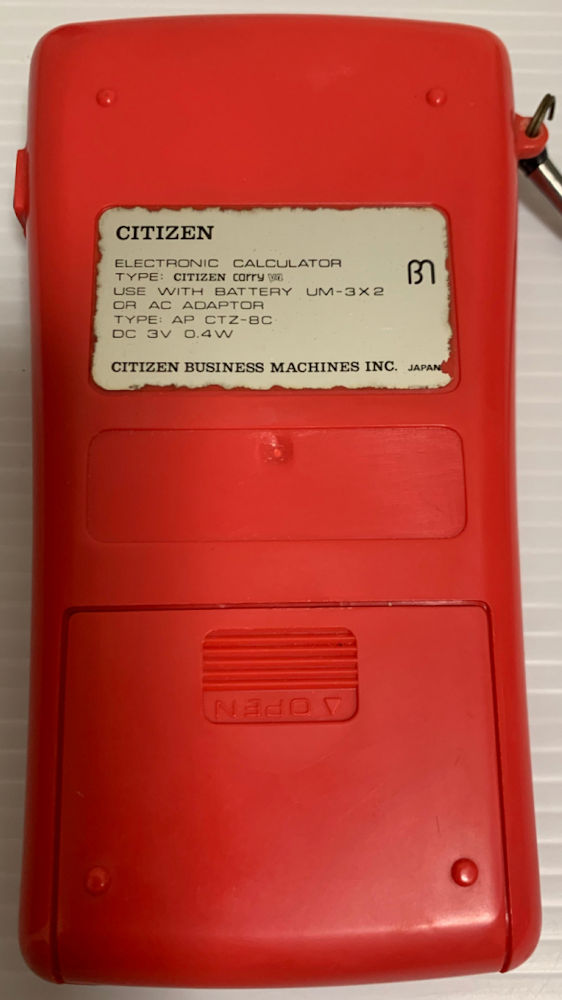 CITIZEN
ELECTRONIC CALCULATOR
TYPE: CITIZEN carry
USE WITH BATTERY UM-3X2
OR AC ADAPTOR
TYPE: AP CTZ-8C
DC 3V 0.4W
CITIZEN BUSINESS MACHINES INC. JAPAN
△ OPEN